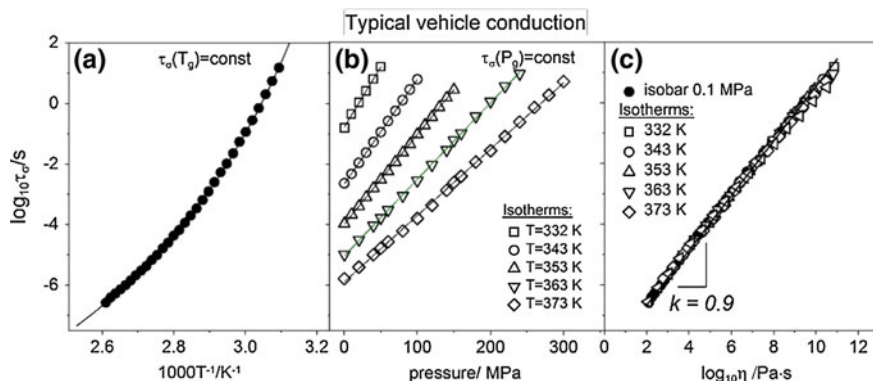 Typical vehicle conduction
(a)
τσ(Tg)=const
log10τσ/s
2
0
-2
-4
-6
2.6 2.8 3.0 3.2
1000T⁻¹/K⁻¹
(b)
τσ(Pg)=const
Isotherms:
T=332 K
T=343 K
T=353 K
T=363 K
T=373 K
0 100 200 300
pressure/ MPa
(c)
isobar 0.1 MPa
Isotherms:
332 K
343 K
353 K
363 K
373 K
k = 0.9
0 2 4 6 8 10 12
log10η /Pa·s